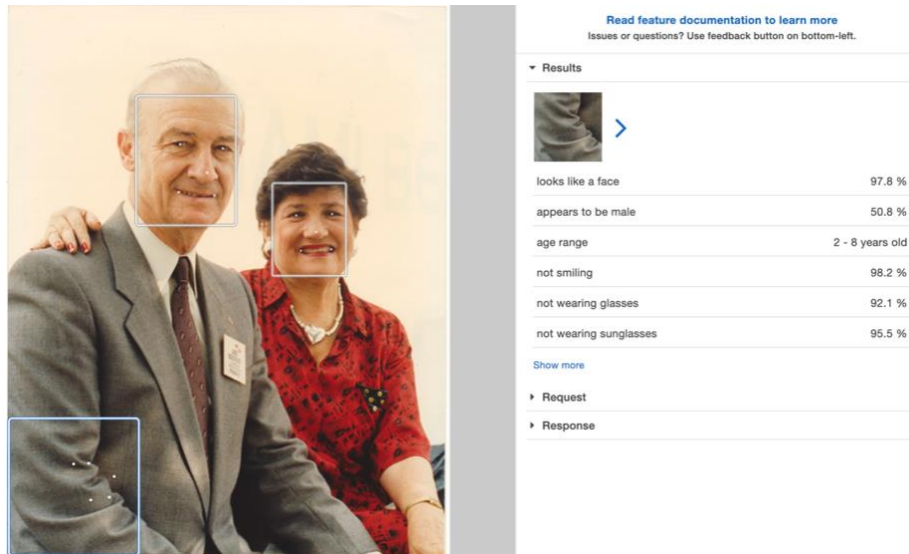 Read feature documentation to learn more
Issues or questions? Use feedback button on bottom-left.
Results
looks like a face 97.8 %
appears to be male 50.8 %
age range 2 - 8 years old
not smiling 98.2 %
not wearing glasses 92.1 %
not wearing sunglasses 95.5 %
Show more
Request
Response